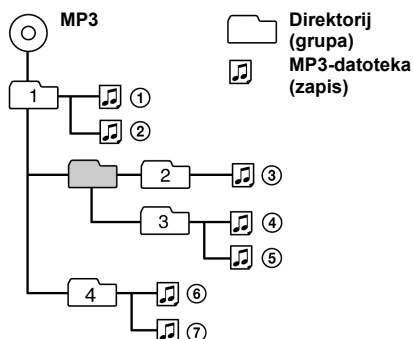 MP3
Direktorij
(grupa)
MP3-datoteka
(zapis)
1
①
②
2
③
3
④
⑤
4
⑥
⑦